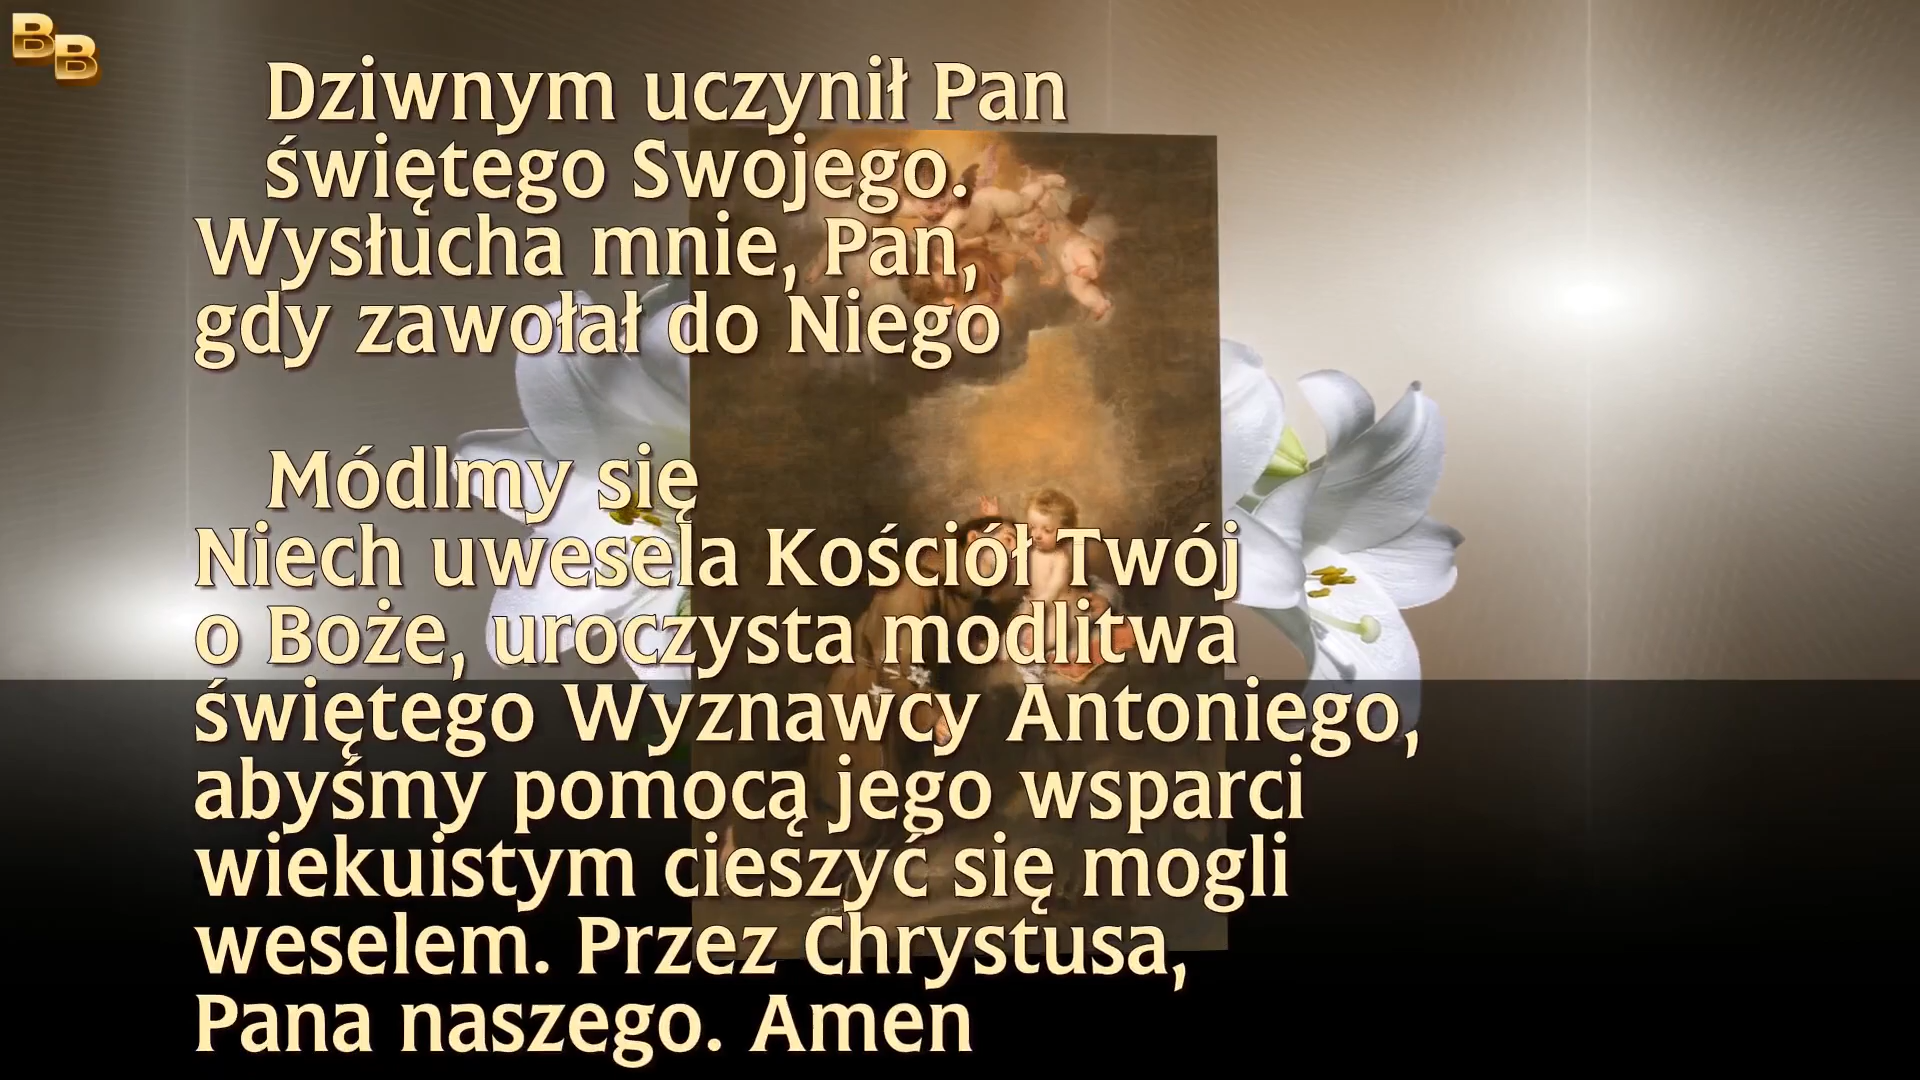 BB
Dziwnym uczynił Pan
świętego Swojego.
Wysłucha mnie, Pan,
gdy zawołał do Niego
Módlmy się
Niech uwesela Kościół Twój
o Boże, uroczysta modlitwa
świętego Wyznawcy Antoniego,
abyśmy pomocą jego wsparci
wiekuistym cieszyć się mogli
weselem. Przez Chrystusa,
Pana naszego. Amen